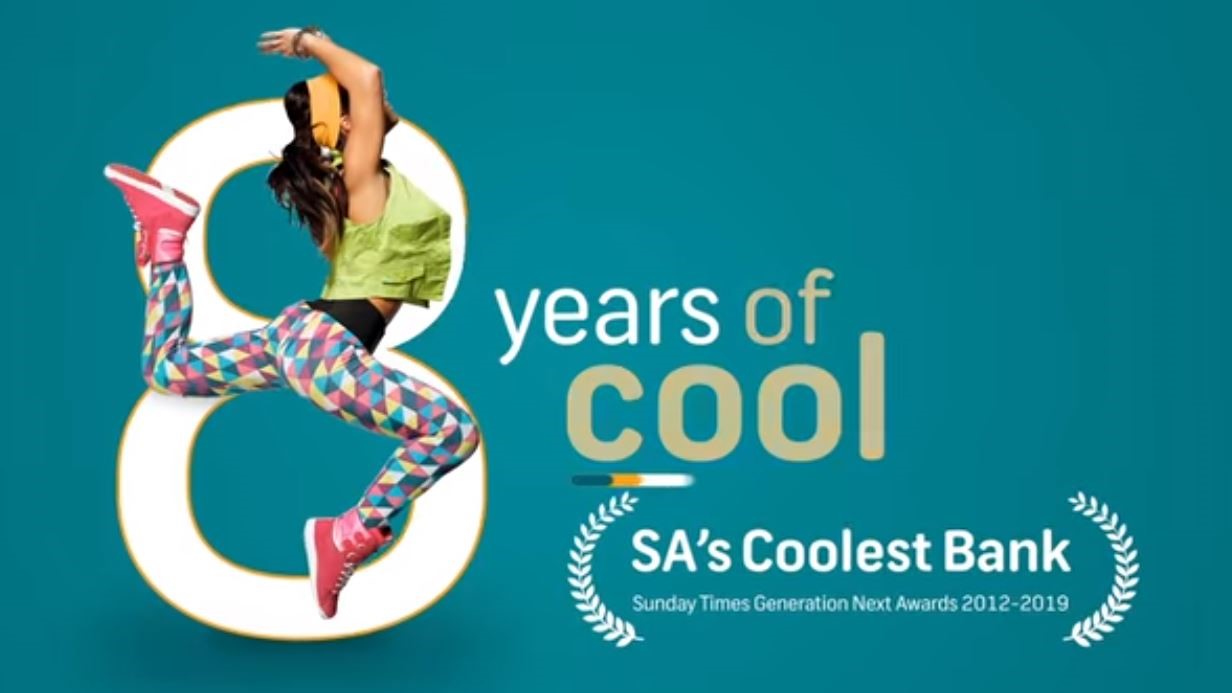 8
years of
cool
SA's Coolest Bank
Sunday Times Generation Next Awards 2012-2019